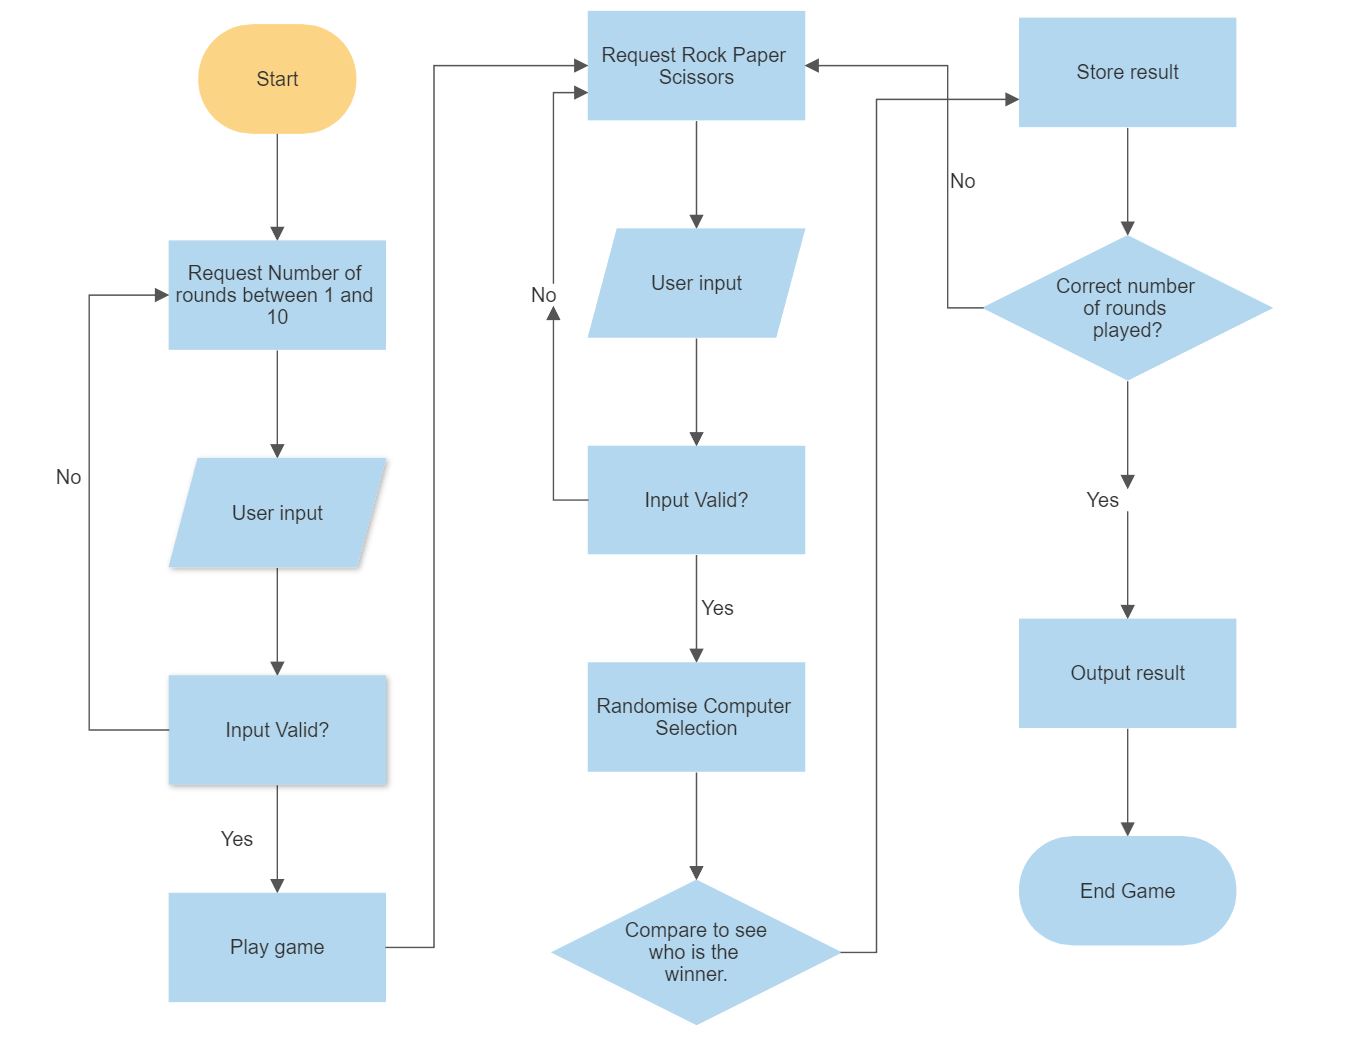 Start
Request Number of
rounds between 1 and
10
No
User input
Input Valid?
Yes
Play game
Request Rock Paper
Scissors
No
User input
Input Valid?
Yes
Randomise Computer
Selection
Compare to see
who is the
winner.
Store result
No
Correct number
of rounds
played?
Yes
Output result
End Game